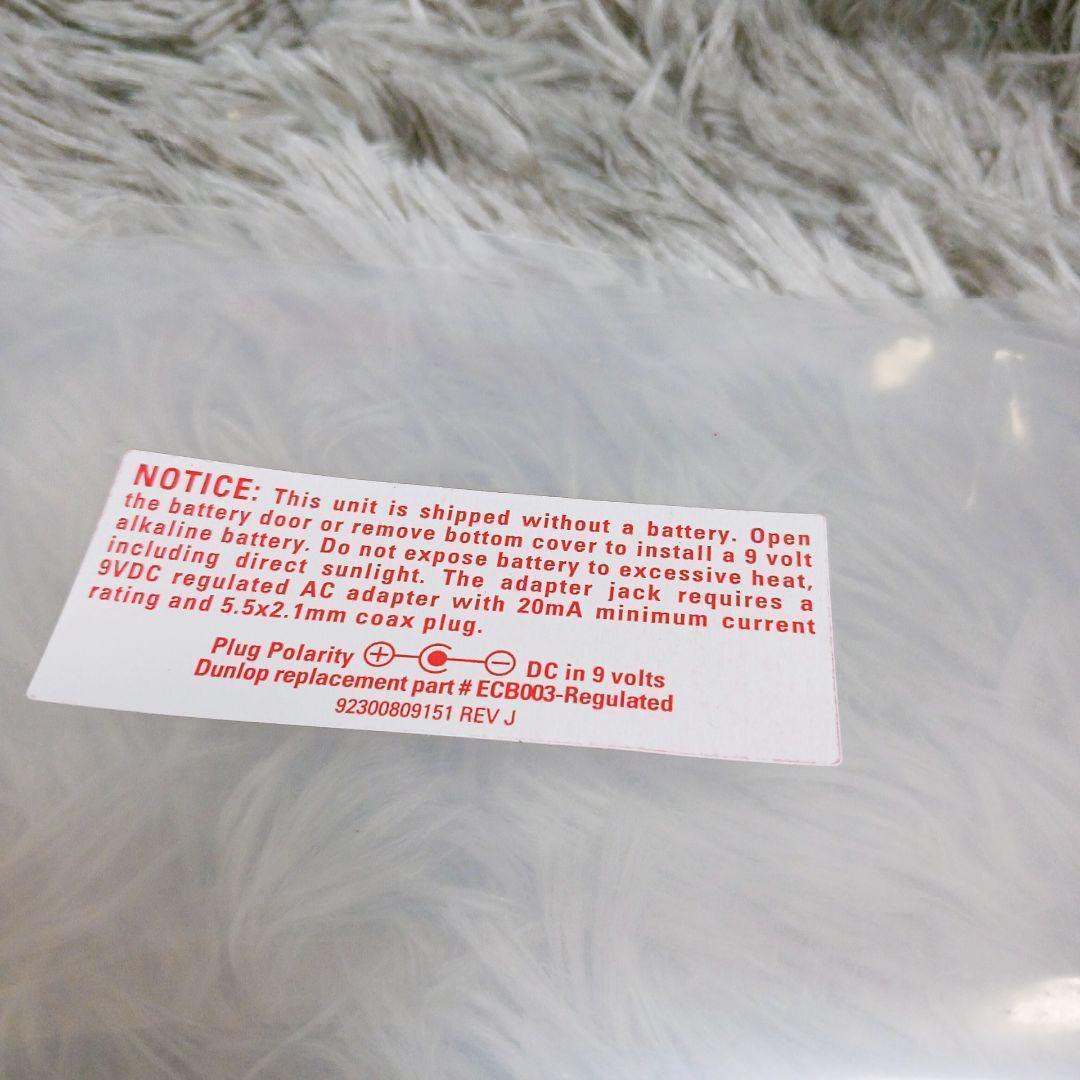 NOTICE: This unit is shipped without a battery. Open
the battery door or remove bottom cover to install a 9 volt
alkaline battery. Do not expose battery to excessive heat,
including direct sunlight. The adapter jack requires a
9VDC regulated AC adapter with 20mA minimum current
rating and 5.5x2.1mm coax plug.
Plug Polarity + − DC in 9 volts
Dunlop replacement part # ECB003-Regulated
92300809151 REV J